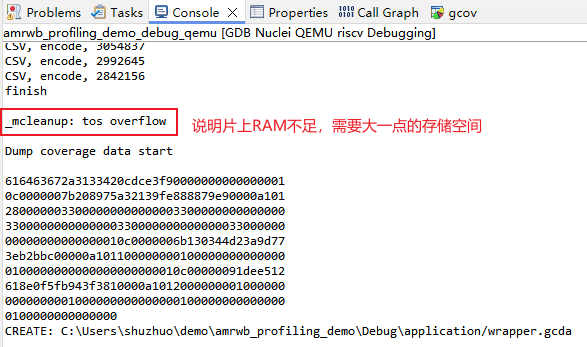 Problems Tasks Console Properties Call Graph gcov
amrwb_profiling_demo_debug_qemu [GDB Nuclei QEMU riscv Debugging]
CSV, encode, 3054837
CSV, encode, 2992645
CSV, encode, 2842156
finish
_mcleanup: tos overflow
说明片上RAM不足，需要大一点的存储空间
Dump coverage data start
616463672a3133420cdce3f90000000000000001
0c0000007b208975a32139fe888879e90000a101
2800000033000000000000003300000000000000
3300000000000000330000000000000033000000
00000000000000010c0000006b130344d23a9d77
3eb2bbc00000a101100000000100000000000000
010000000000000000000010c00000091dee512
618e0f5fb943f3810000a1012000000001000000
0000000001000000000000000100000000000000
0100000000000000
CREATE: C:\Users\shuzhuo\demo\amrwb_profiling_demo\Debug\application/wrapper.gcda